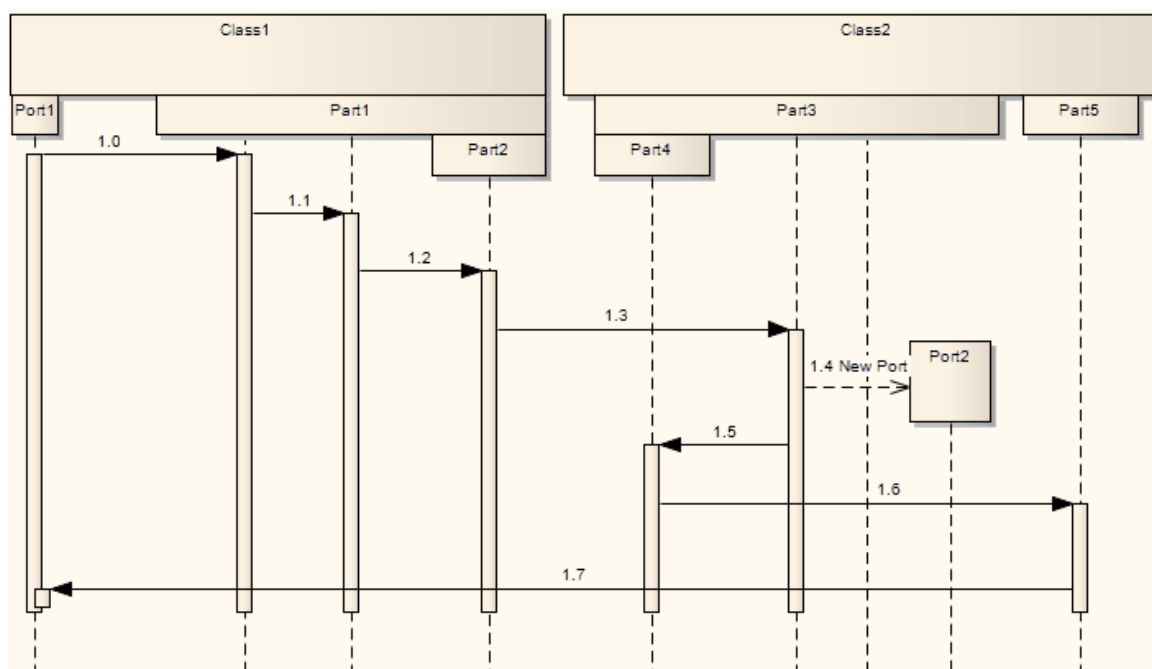 Class1
Class2
Port1
Part1
Part3
Part5
Part2
Part4
1.0
1.1
1.2
1.3
Port2
1.4 New Port
1.5
1.6
1.7